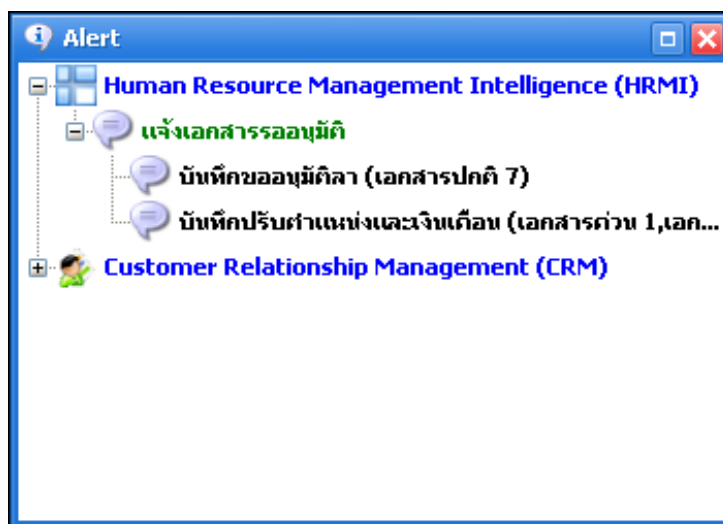 Alert
Human Resource Management Intelligence (HRMI)
แจ้งเอกสารรออนุมัติ
บันทึกขออนุมัติลา (เอกสารปกติ 7)
บันทึกปรับตำแหน่งและเงินเดือน (เอกสารด่วน 1,เอก...
Customer Relationship Management (CRM)